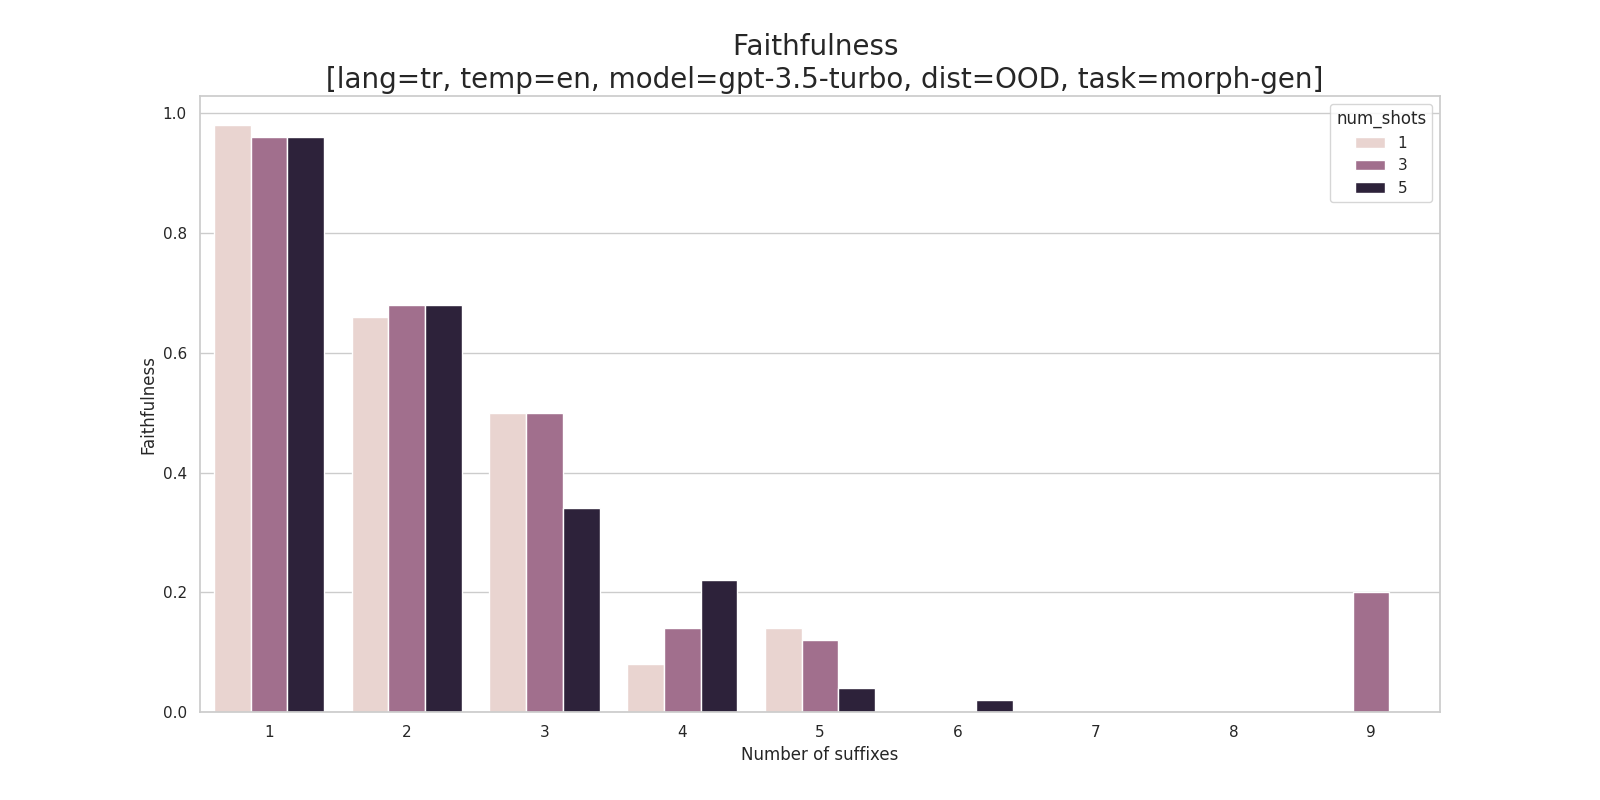 Faithfulness
[lang=tr, temp=en, model=gpt-3.5-turbo, dist=OOD, task=morph-gen]
num_shots
1
3
5
Faithfulness
1.0
0.8
0.6
0.4
0.2
0.0
1 2 3 4 5 6 7 8 9
Number of suffixes